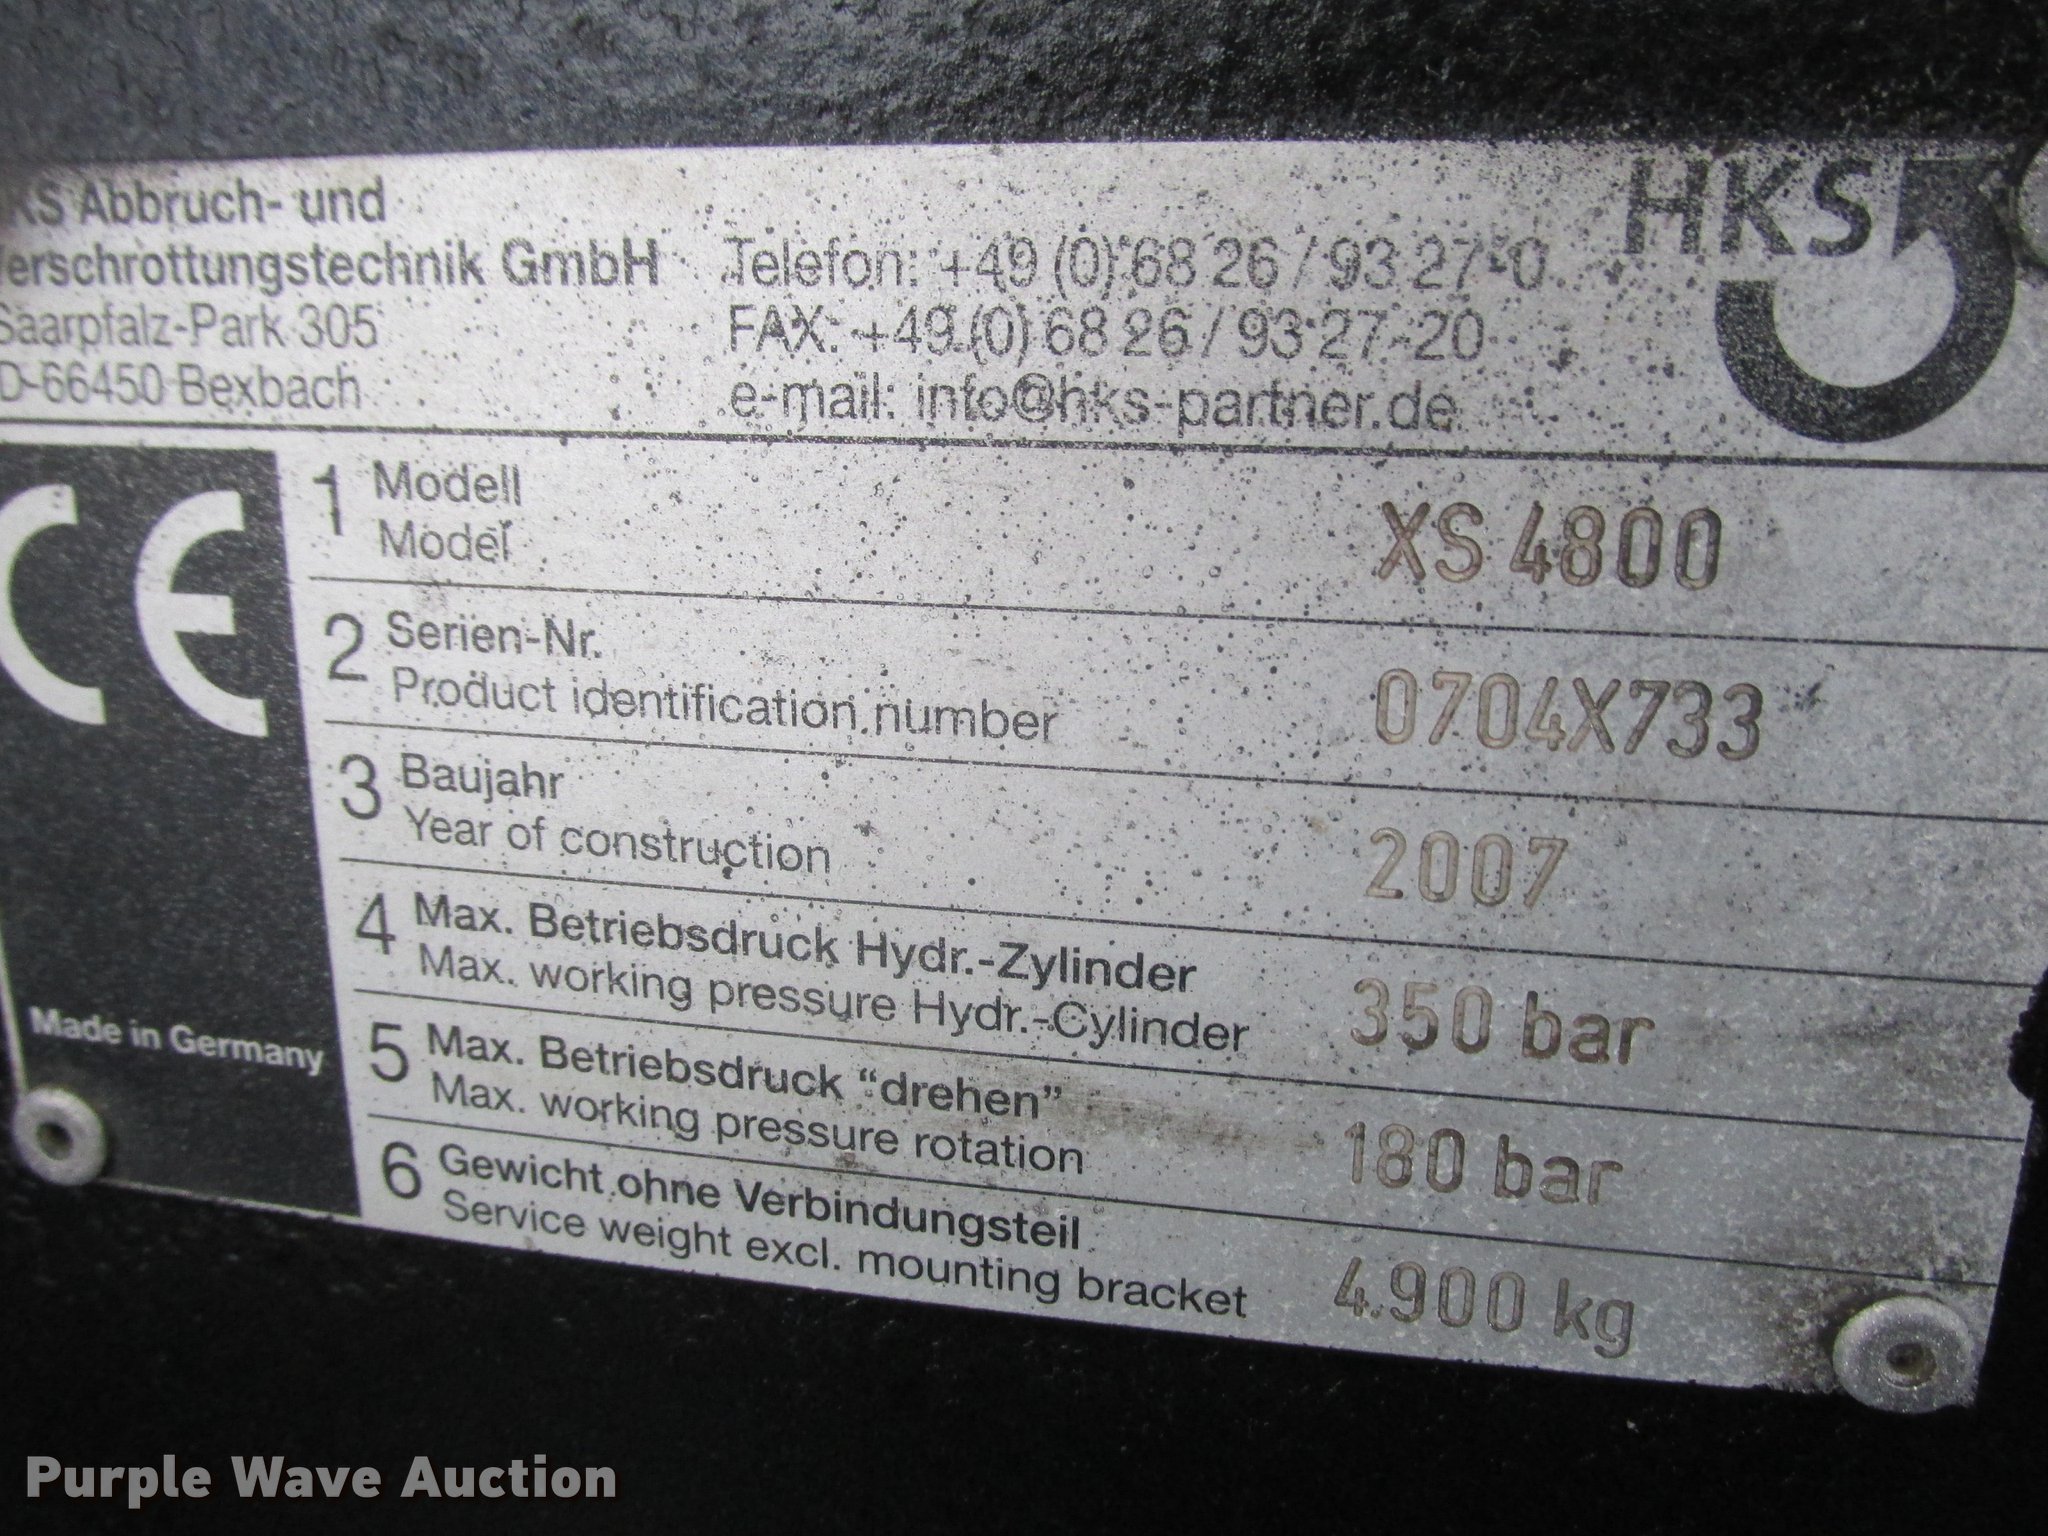 KS Abbruch- und
erschrottungstechnik GmbH
Saarpfalz-Park 305
D-66450 Bexbach
Telefon: +49 (0) 68 26 / 93 27-0
FAX: +49 (0) 68 26 / 93 27-20
e-mail: info@hks-partner.de
HKS
CE
Made in Germany
1 Modell
Model
XS 4800
2 Serien-Nr.
Product identification number
0704X733
3 Baujahr
Year of construction
2007
4 Max. Betriebsdruck Hydr.-Zylinder
Max. working pressure Hydr.-Cylinder
350 bar
5 Max. Betriebsdruck “drehen”
Max. working pressure rotation
180 bar
6 Gewicht ohne Verbindungsteil
Service weight excl. mounting bracket
4.900 kg
Purple Wave Auction